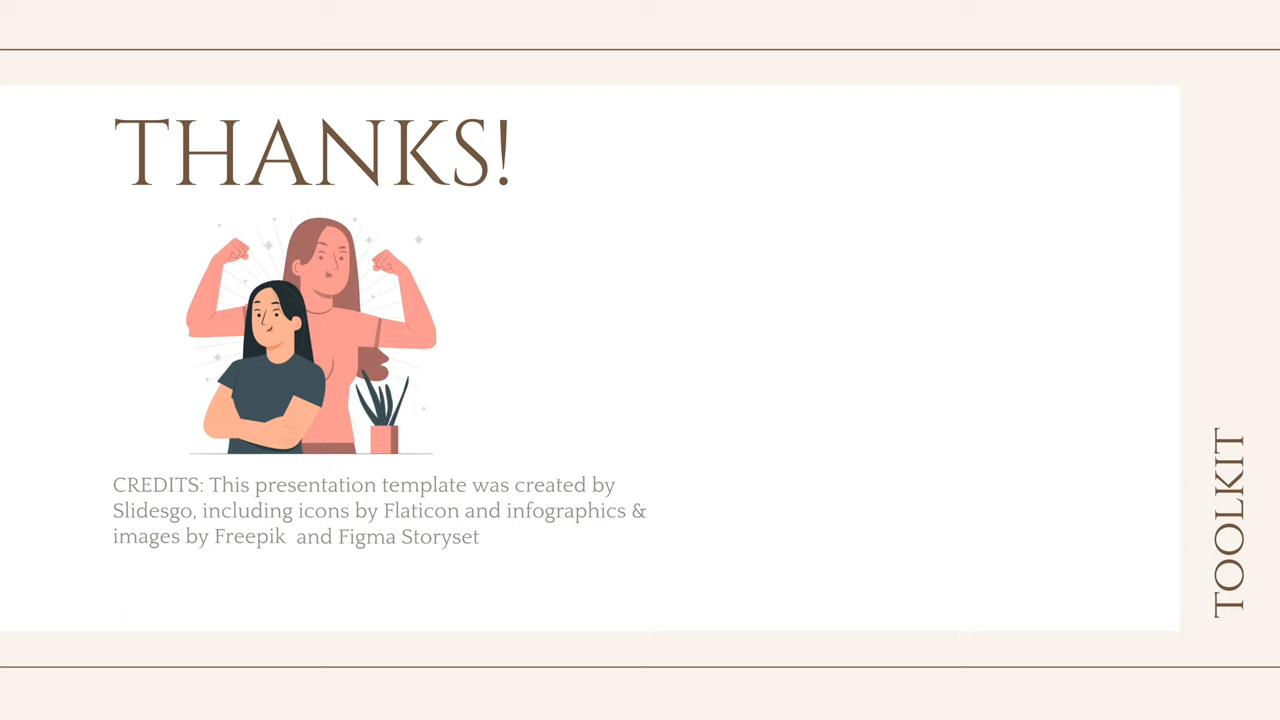 THANKS!
CREDITS: This presentation template was created by
Slidesgo, including icons by Flaticon and infographics &
images by Freepik  and Figma Storyset
TOOLKIT